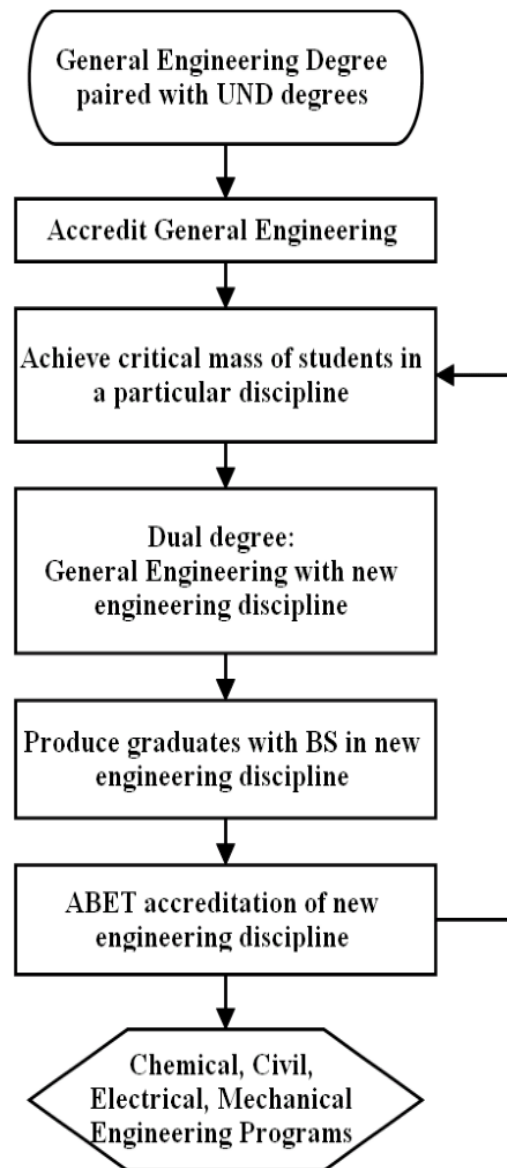 General Engineering Degree
paired with UND degrees
Accredit General Engineering
Achieve critical mass of students in
a particular discipline
Dual degree:
General Engineering with new
engineering discipline
Produce graduates with BS in new
engineering discipline
ABET accreditation of new
engineering discipline
Chemical, Civil,
Electrical, Mechanical
Engineering Programs